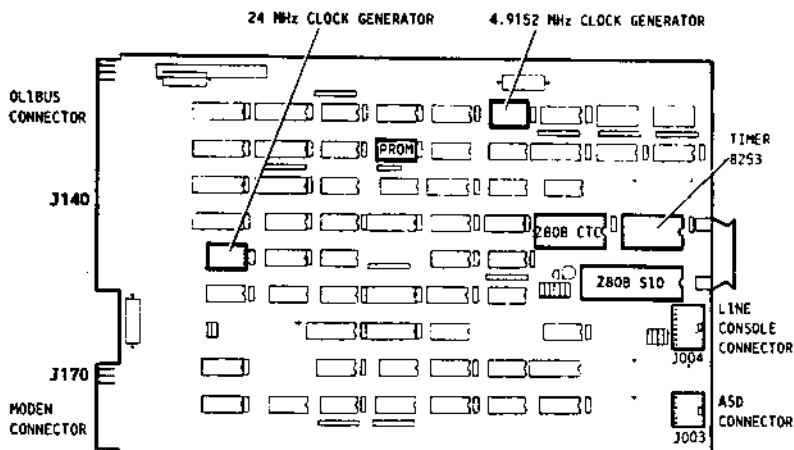 24 MHz CLOCK GENERATOR
4.9152 MHz CLOCK GENERATOR
OLIBUS
CONNECTOR
PROM
TIMER
8253
J140
Z80B CTC
Z80B SIO
LINE
CONSOLE
CONNECTOR
J004
J170
MODEN
CONNECTOR
ASD
CONNECTOR
J003